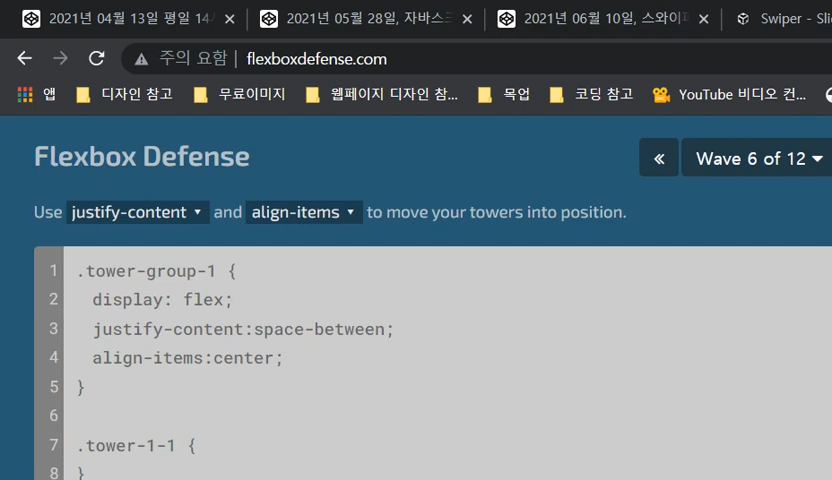 2021년 04월 13일 평일 14
2021년 05월 28일, 자바스
2021년 06월 10일, 스와이
Swiper - Sli
주의 요함 flexboxdefense.com
앱 디자인 참고 무료이미지 웹페이지 디자인 참... 목업 코딩 참고 YouTube 비디오 컨...
Flexbox Defense
Wave 6 of 12
Use justify-content and align-items to move your towers into position.
1 .tower-group-1 {
2 display: flex;
3 justify-content:space-between;
4 align-items:center;
5 }
6
7 .tower-1-1 {
8 }